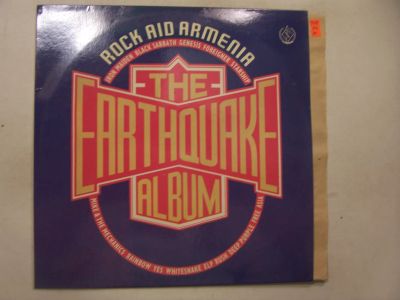 ROCK AID ARMENIA
IRON MAIDEN BLACK SABBATH GENESIS FOREIGNER STARSHIP
THE
EARTHQUAKE
ALBUM
MIKE & THE MECHANICS RAINBOW YES WHITESNAKE ELP RUSH DEEP PURPLE FREE ASIA